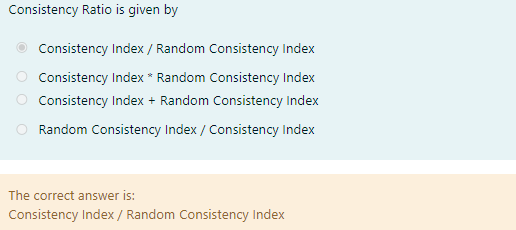 Consistency Ratio is given by
Consistency Index / Random Consistency Index
Consistency Index * Random Consistency Index
Consistency Index + Random Consistency Index
Random Consistency Index / Consistency Index
The correct answer is:
Consistency Index / Random Consistency Index